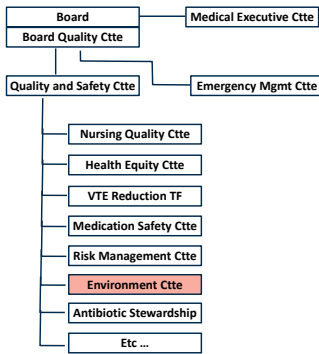 Board
Medical Executive Ctte
Board Quality Ctte
Quality and Safety Ctte
Emergency Mgmt Ctte
Nursing Quality Ctte
Health Equity Ctte
VTE Reduction TF
Medication Safety Ctte
Risk Management Ctte
Environment Ctte
Antibiotic Stewardship
Etc ...